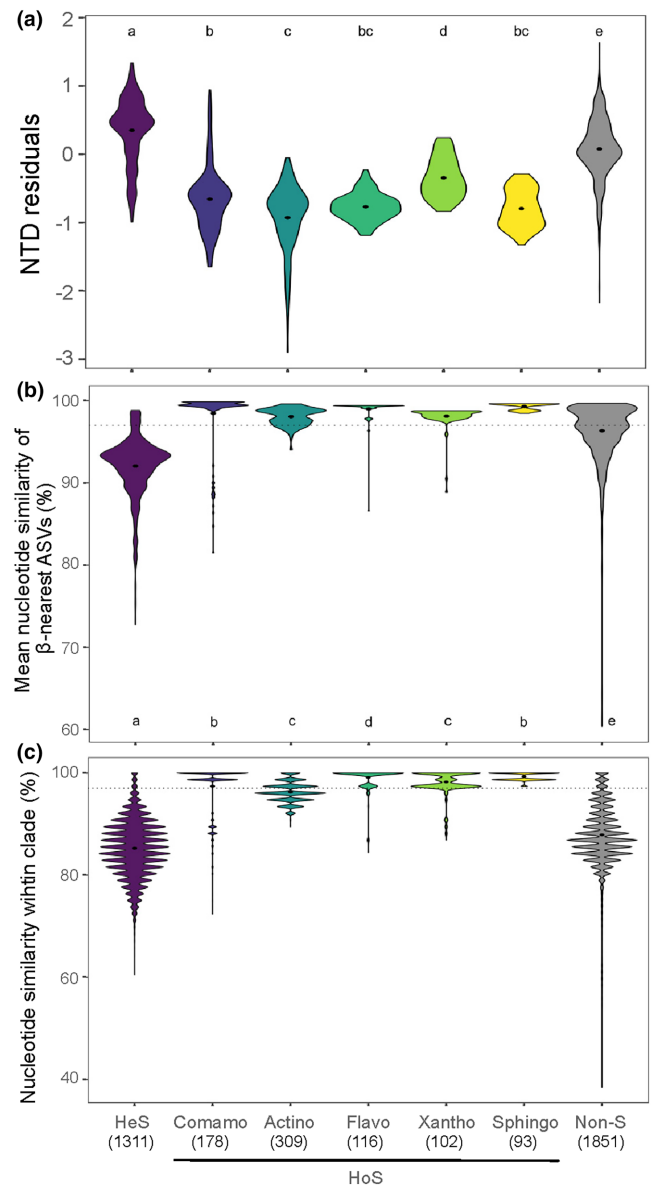 (a)
2
1
0
-1
-2
-3
NTD residuals
a b c bc d bc e
(b)
100
90
80
70
60
Mean nucleotide similarity of
β-nearest ASVs (%)
a b c d c b e
(c)
100
80
60
40
Nucleotide similarity wihtin clade (%)
HeS Comamo Actino Flavo Xantho Sphingo Non-S
(1311) (178) (309) (116) (102) (93) (1851)
HoS